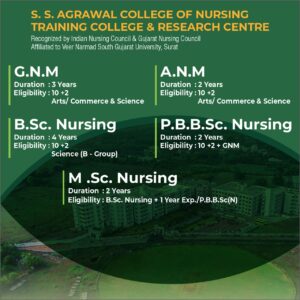 S. S. AGRAWAL COLLEGE OF NURSING
TRAINING COLLEGE & RESEARCH CENTRE
Recognized by Indian Nursing Council & Gujarat Nursing Council
Affiliated to Veer Narmad South Gujarat University, Surat
G.N.M
Duration : 3 Years
Eligibility : 10 +2
Arts/ Commerce & Science
A.N.M
Duration : 2 Years
Eligibility : 10 +2
Arts/ Commerce & Science
B.Sc. Nursing
Duration : 4 Years
Eligibility : 10 +2
Science (B - Group)
P.B.B.Sc. Nursing
Duration : 2 Years
Eligibility : 10 +2 + GNM
M .Sc. Nursing
Duration : 2 Years
Eligibility : B.Sc. Nursing + 1 Year Exp./P.B.B.Sc(N)